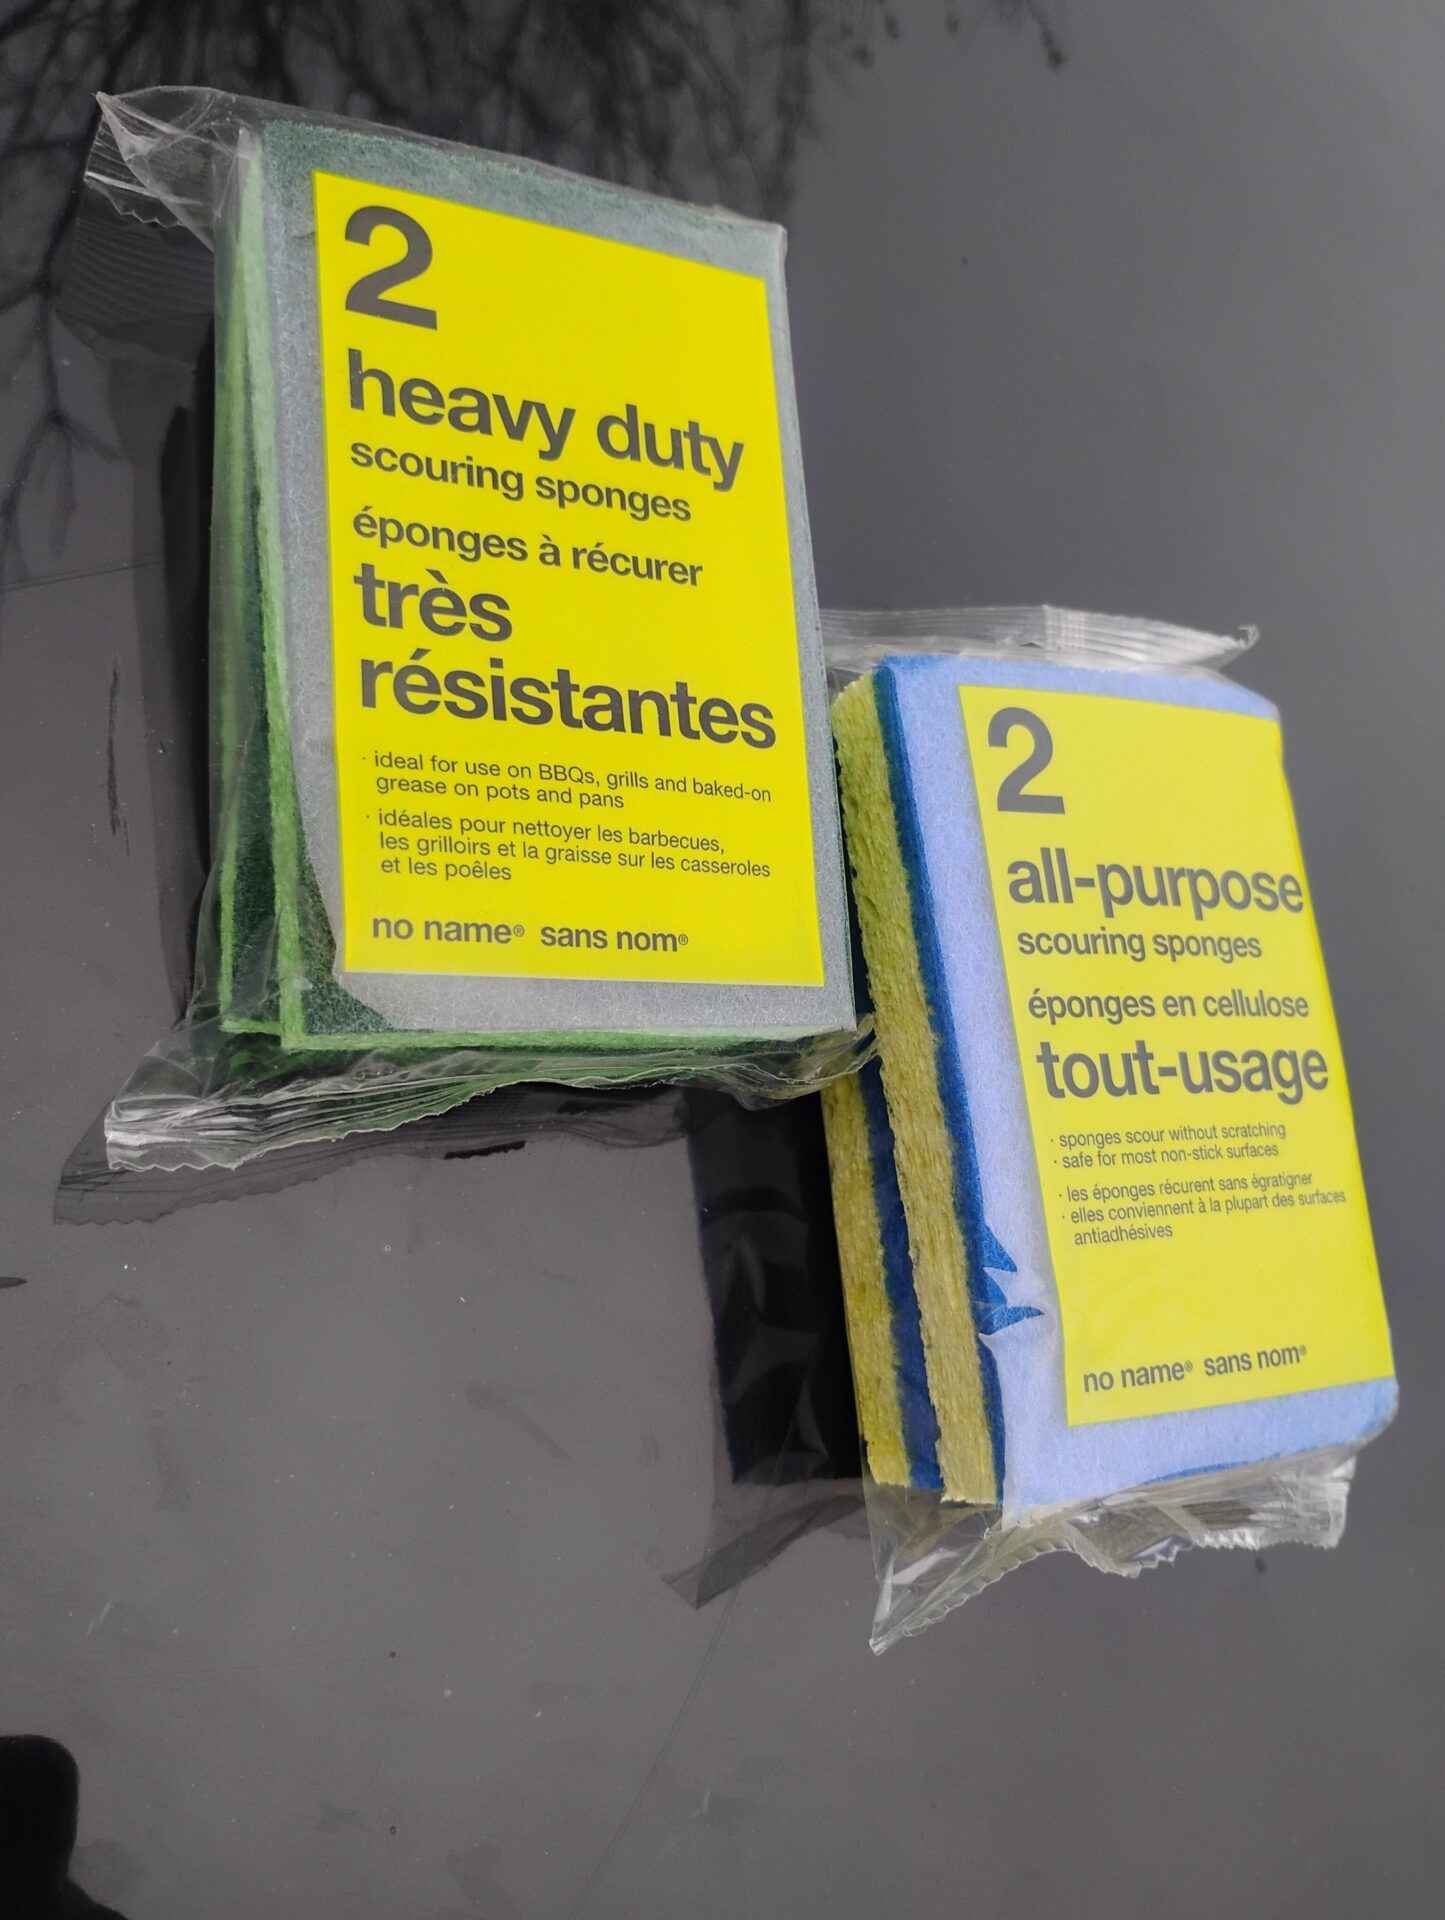 2
heavy duty
scouring sponges
éponges à récurer
très
résistantes
· ideal for use on BBQs, grills and baked-on
grease on pots and pans
· idéales pour nettoyer les barbecues,
les grilloirs et la graisse sur les casseroles
et les poêles
no name® sans nom®
2
all-purpose
scouring sponges
éponges en cellulose
tout-usage
· sponges scour without scratching
· safe for most non-stick surfaces
· les éponges récurent sans égratigner
· elles conviennent à la plupart des surfaces
antiadhésives
no name® sans nom®